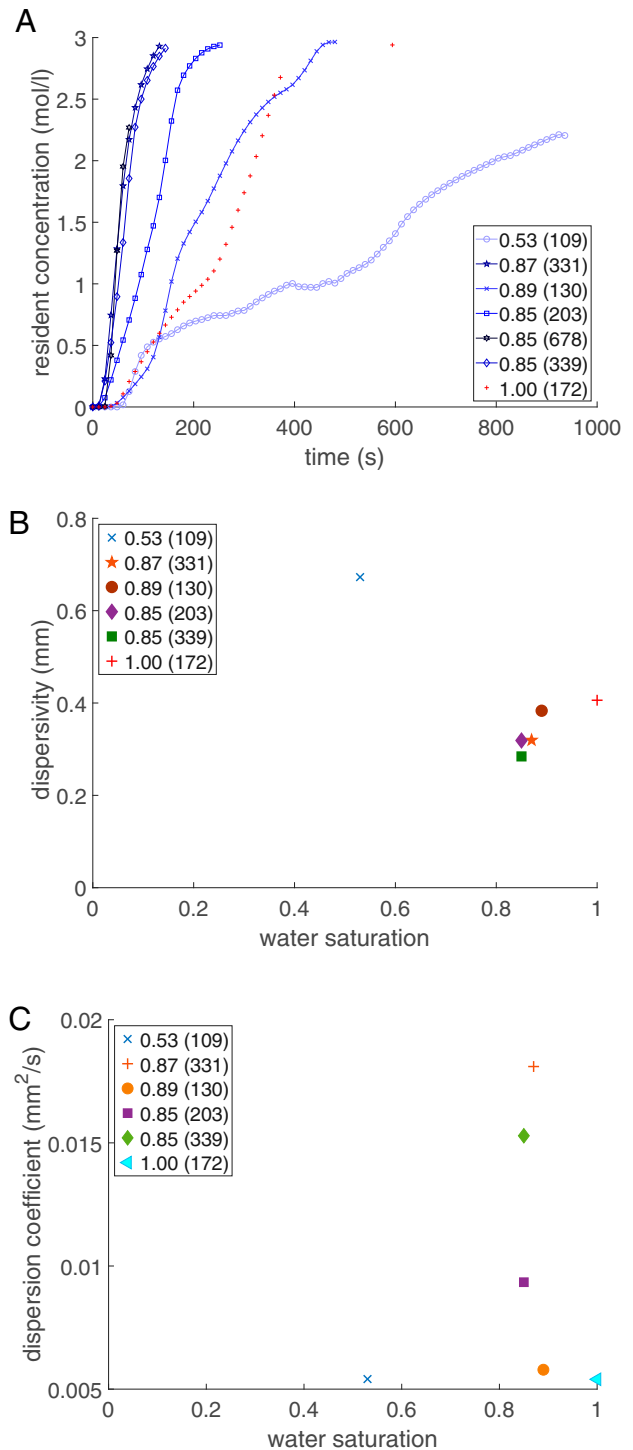 A
resident concentration (mol/l)
3
2.5
2
1.5
1
0.5
0
0.53 (109)
0.87 (331)
0.89 (130)
0.85 (203)
0.85 (678)
0.85 (339)
1.00 (172)
0 200 400 600 800 1000
time (s)
B
dispersivity (mm)
0.8
0.6
0.4
0.2
0
0.53 (109)
0.87 (331)
0.89 (130)
0.85 (203)
0.85 (339)
1.00 (172)
0 0.2 0.4 0.6 0.8 1
water saturation
C
dispersion coefficient (mm²/s)
0.02
0.015
0.01
0.005
0.53 (109)
0.87 (331)
0.89 (130)
0.85 (203)
0.85 (339)
1.00 (172)
0 0.2 0.4 0.6 0.8 1
water saturation